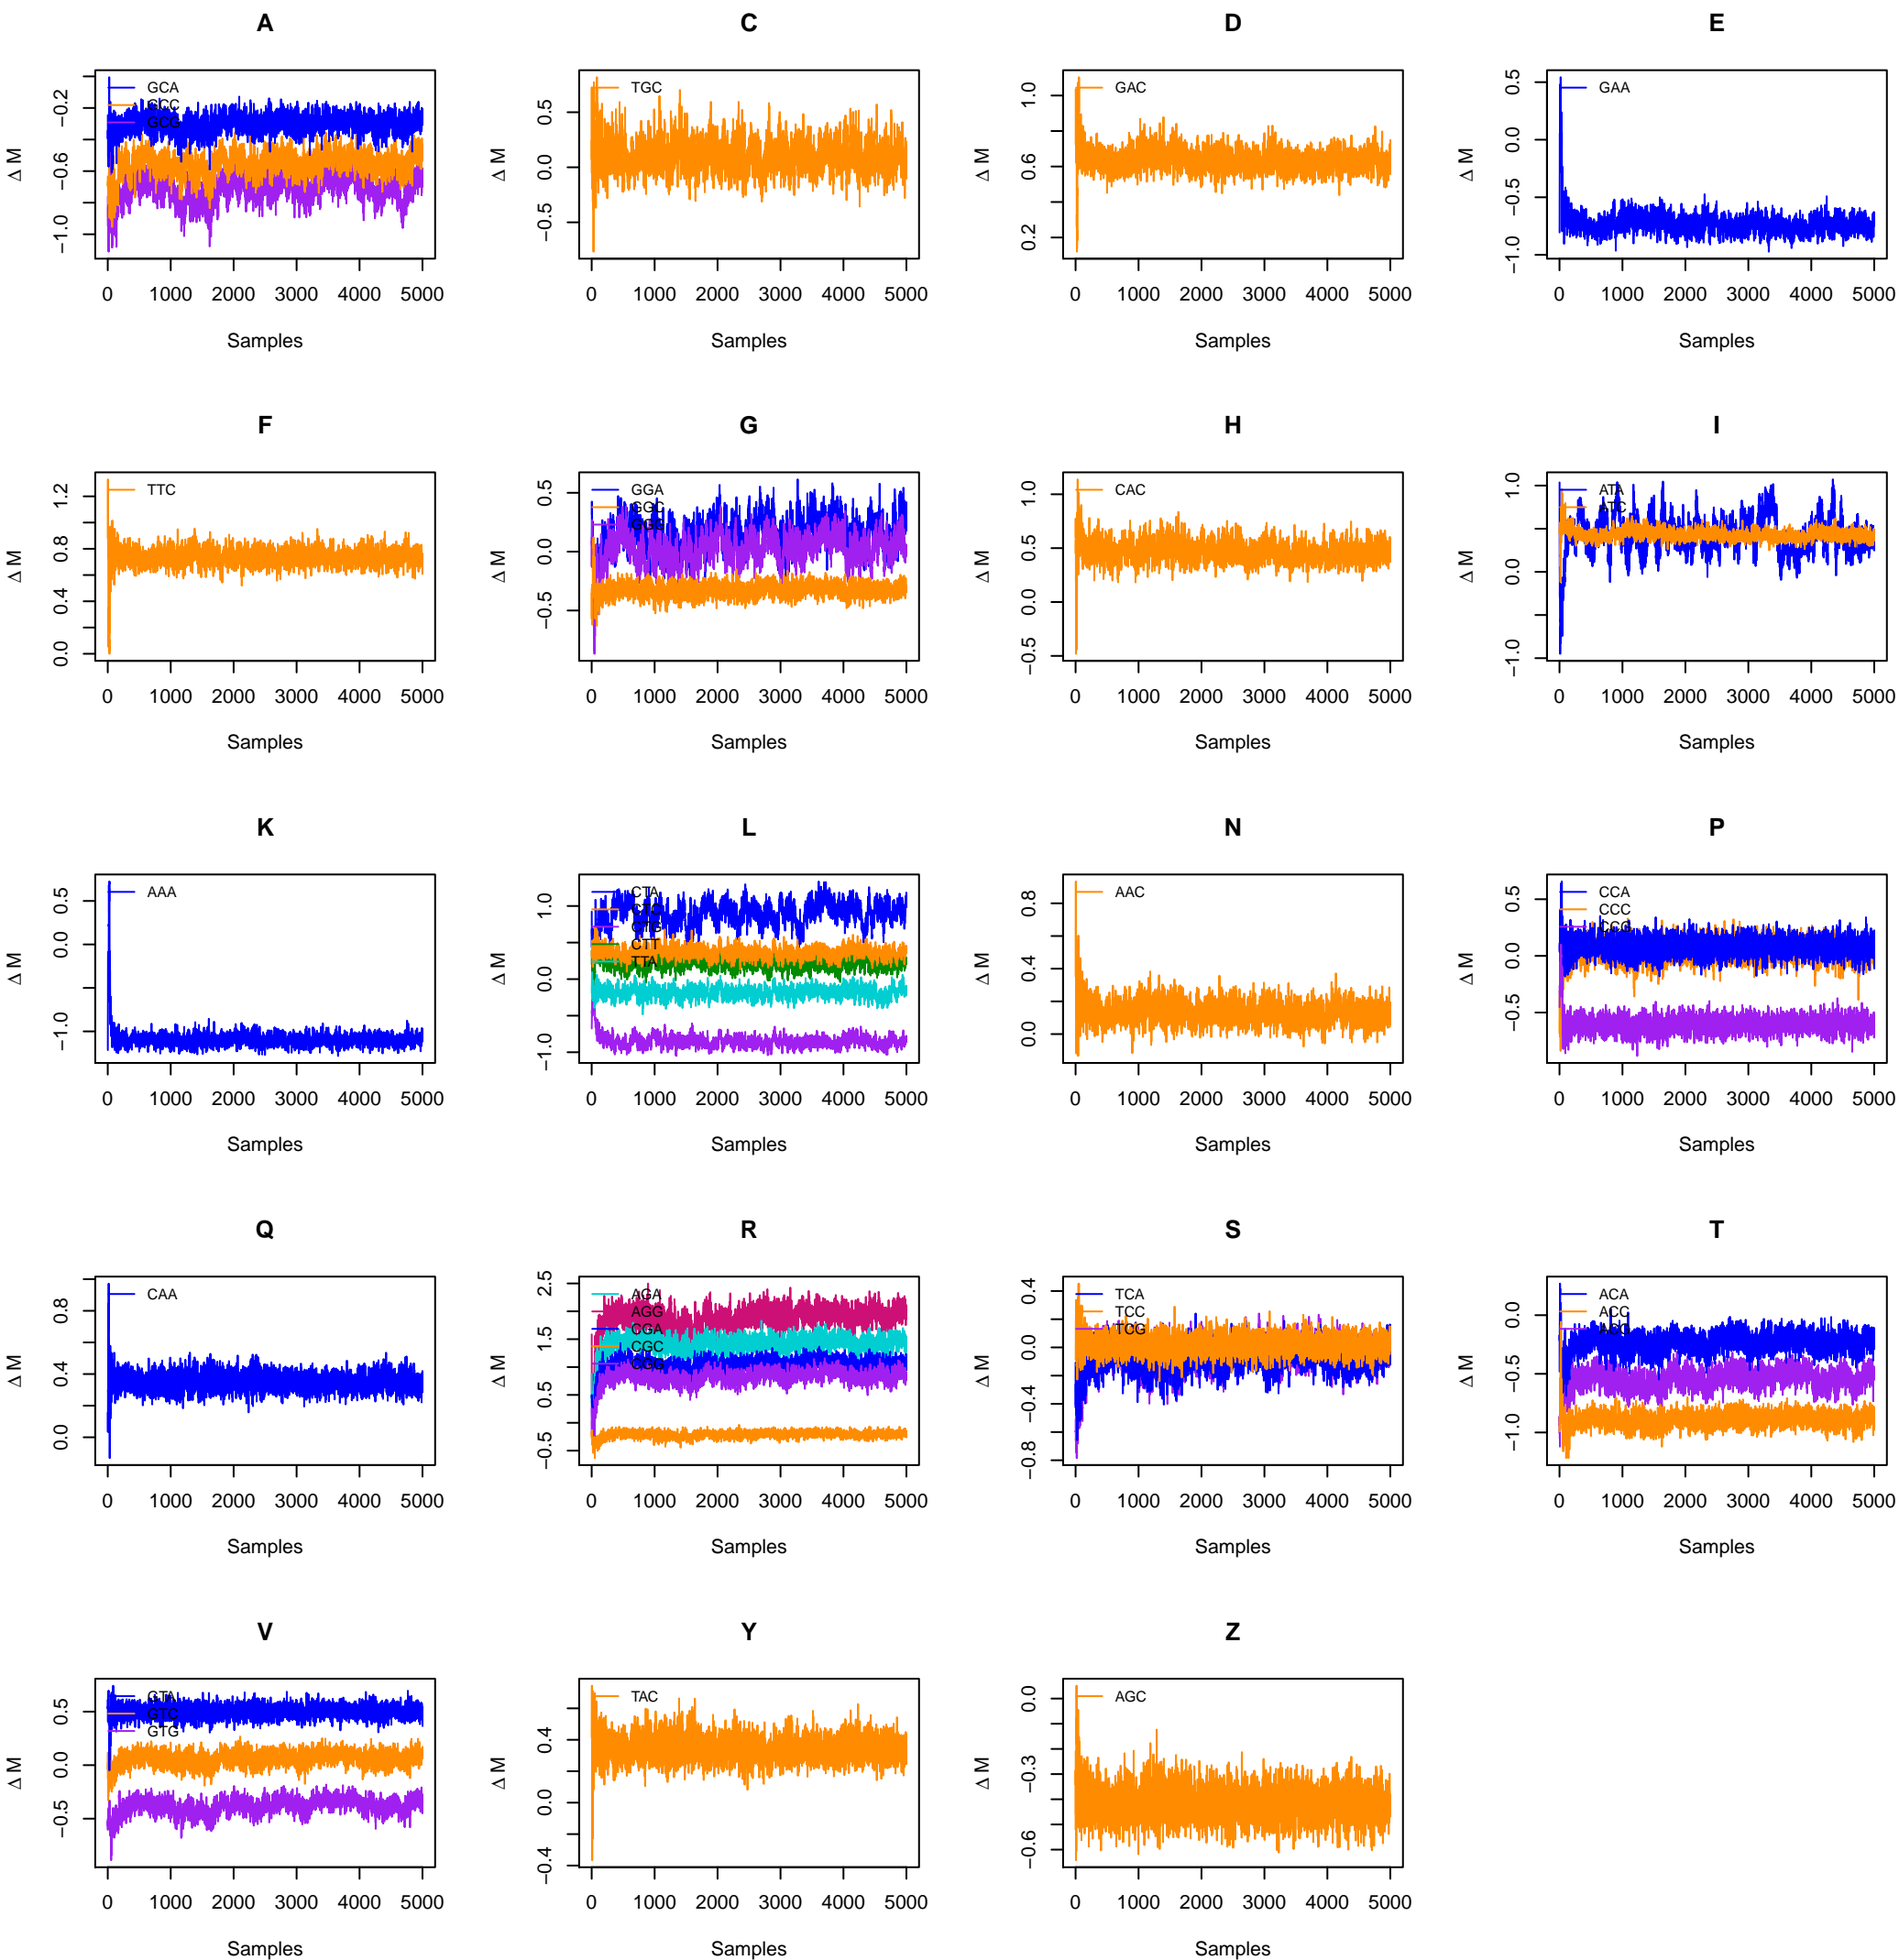 A
GCA
GCC
GCG
Δ M
−0.2
−0.6
−1.0
0 1000 2000 3000 4000 5000
Samples
C
TGC
Δ M
0.5
0.0
−0.5
0 1000 2000 3000 4000 5000
Samples
D
GAC
Δ M
1.0
0.6
0.2
0 1000 2000 3000 4000 5000
Samples
E
GAA
Δ M
0.5
0.0
−0.5
−1.0
0 1000 2000 3000 4000 5000
Samples
F
TTC
Δ M
1.2
0.8
0.4
0.0
0 1000 2000 3000 4000 5000
Samples
G
GGA
GGC
GGG
Δ M
0.5
0.0
−0.5
0 1000 2000 3000 4000 5000
Samples
H
CAC
Δ M
1.0
0.5
0.0
−0.5
0 1000 2000 3000 4000 5000
Samples
I
ATA
ATC
Δ M
1.0
0.0
−1.0
0 1000 2000 3000 4000 5000
Samples
K
AAA
Δ M
0.5
0.0
−1.0
0 1000 2000 3000 4000 5000
Samples
L
CTA
CTC
CTG
CTT
TTA
Δ M
1.0
0.0
−1.0
0 1000 2000 3000 4000 5000
Samples
N
AAC
Δ M
0.8
0.4
0.0
0 1000 2000 3000 4000 5000
Samples
P
CCA
CCC
CCG
Δ M
0.5
0.0
−0.5
0 1000 2000 3000 4000 5000
Samples
Q
CAA
Δ M
0.8
0.4
0.0
0 1000 2000 3000 4000 5000
Samples
R
AGA
AGG
CGA
CGC
CGG
Δ M
2.5
1.5
0.5
−0.5
0 1000 2000 3000 4000 5000
Samples
S
TCA
TCC
TCG
Δ M
0.4
0.0
−0.4
−0.8
0 1000 2000 3000 4000 5000
Samples
T
ACA
ACC
ACG
Δ M
0.0
−0.5
−1.0
0 1000 2000 3000 4000 5000
Samples
V
GTA
GTC
GTG
Δ M
0.5
0.0
−0.5
0 1000 2000 3000 4000 5000
Samples
Y
TAC
Δ M
0.4
0.0
−0.4
0 1000 2000 3000 4000 5000
Samples
Z
AGC
Δ M
0.0
−0.3
−0.6
0 1000 2000 3000 4000 5000
Samples